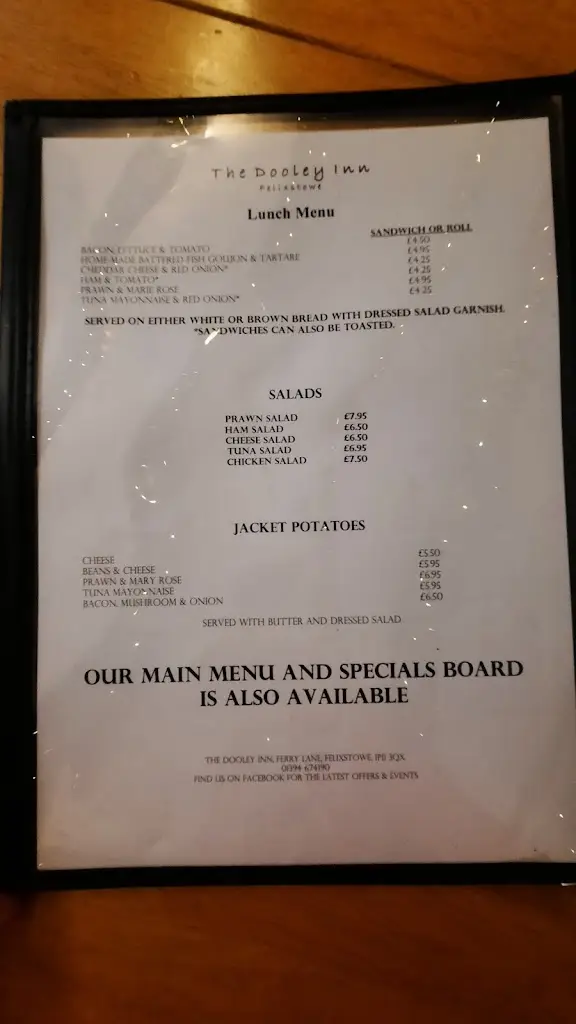 The Dooley Inn
Felixstowe
Lunch Menu
SANDWICH OR ROLL
BACON, LETTUCE & TOMATO £4.50
HOME-MADE BATTERED FISH GOUJON & TARTARE £4.95
CHEDDAR CHEESE & RED ONION* £4.25
HAM & TOMATO* £4.25
PRAWN & MARIE ROSE £4.95
TUNA MAYONNAISE & RED ONION* £4.25
SERVED ON EITHER WHITE OR BROWN BREAD WITH DRESSED SALAD GARNISH.
*SANDWICHES CAN ALSO BE TOASTED.
SALADS
PRAWN SALAD £7.95
HAM SALAD £6.50
CHEESE SALAD £6.50
TUNA SALAD £6.95
CHICKEN SALAD £7.50
JACKET POTATOES
CHEESE £5.50
BEANS & CHEESE £5.95
PRAWN & MARY ROSE £6.95
TUNA MAYONNAISE £5.95
BACON, MUSHROOM & ONION £6.50
SERVED WITH BUTTER AND DRESSED SALAD
OUR MAIN MENU AND SPECIALS BOARD
IS ALSO AVAILABLE
THE DOOLEY INN, FERRY LANE, FELIXSTOWE, IP11 3QX
01394 674190
FIND US ON FACEBOOK FOR THE LATEST OFFERS & EVENTS